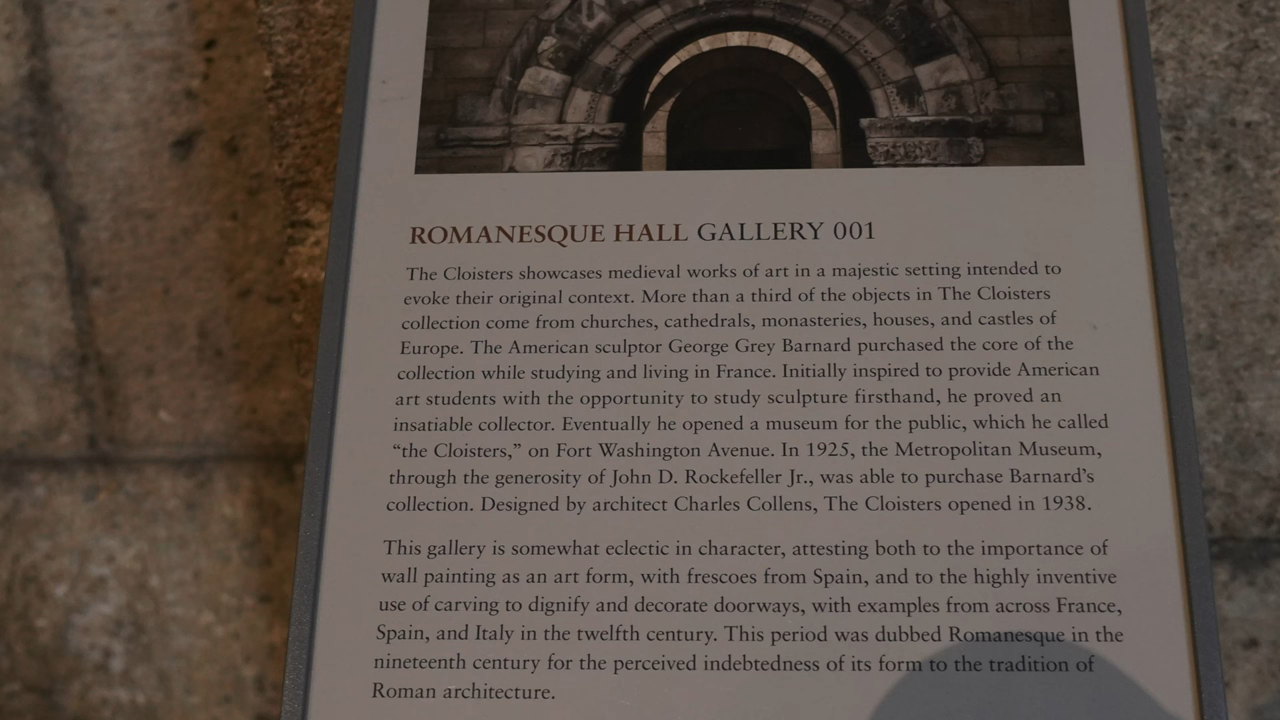 ROMANESQUE HALL GALLERY 001
The Cloisters showcases medieval works of art in a majestic setting intended to
evoke their original context. More than a third of the objects in The Cloisters
collection come from churches, cathedrals, monasteries, houses, and castles of
Europe. The American sculptor George Grey Barnard purchased the core of the
collection while studying and living in France. Initially inspired to provide American
art students with the opportunity to study sculpture firsthand, he proved an
insatiable collector. Eventually he opened a museum for the public, which he called
“the Cloisters,” on Fort Washington Avenue. In 1925, the Metropolitan Museum,
through the generosity of John D. Rockefeller Jr., was able to purchase Barnard’s
collection. Designed by architect Charles Collens, The Cloisters opened in 1938.
This gallery is somewhat eclectic in character, attesting both to the importance of
wall painting as an art form, with frescoes from Spain, and to the highly inventive
use of carving to dignify and decorate doorways, with examples from across France,
Spain, and Italy in the twelfth century. This period was dubbed Romanesque in the
nineteenth century for the perceived indebtedness of its form to the tradition of
Roman architecture.